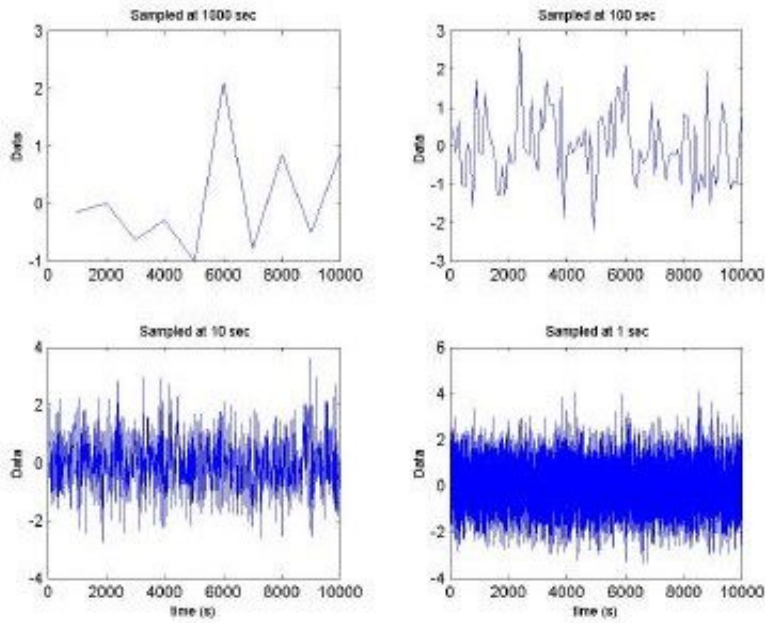 Sampled at 1000 sec
3
2
1
0
-1
Data
2000 4000 6000 8000 10000
Sampled at 100 sec
3
2
1
0
-1
-2
-3
Data
0 2000 4000 6000 8000 10000
Sampled at 10 sec
4
2
0
-2
-4
Data
0 2000 4000 6000 8000 10000
time (s)
Sampled at 1 sec
6
4
2
0
-2
-4
Data
0 2000 4000 6000 8000 10000
time (s)